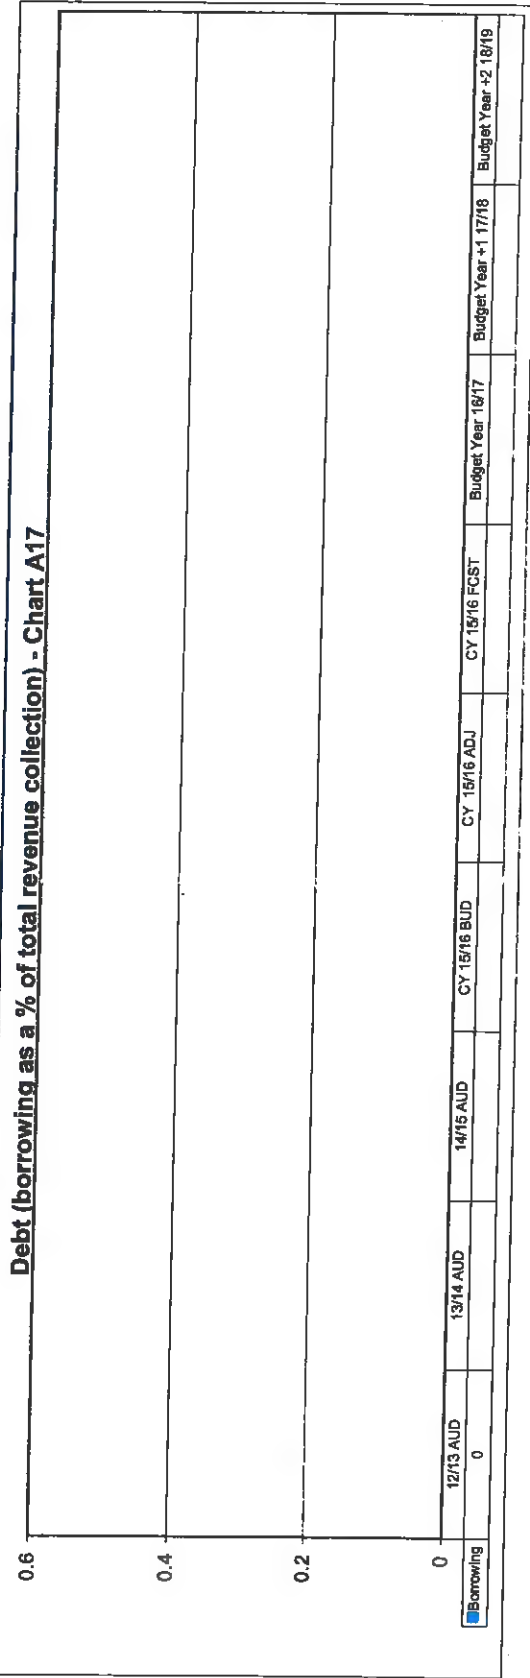 Debt (borrowing as a % of total revenue collection) - Chart A17
0.6
0.4
0.2
0
12/13 AUD 13/14 AUD 14/15 AUD CY 15/16 BUD CY 15/16 ADJ CY 15/16 FCST Budget Year 16/17 Budget Year +1 17/18 Budget Year +2 18/19
Borrowing 0